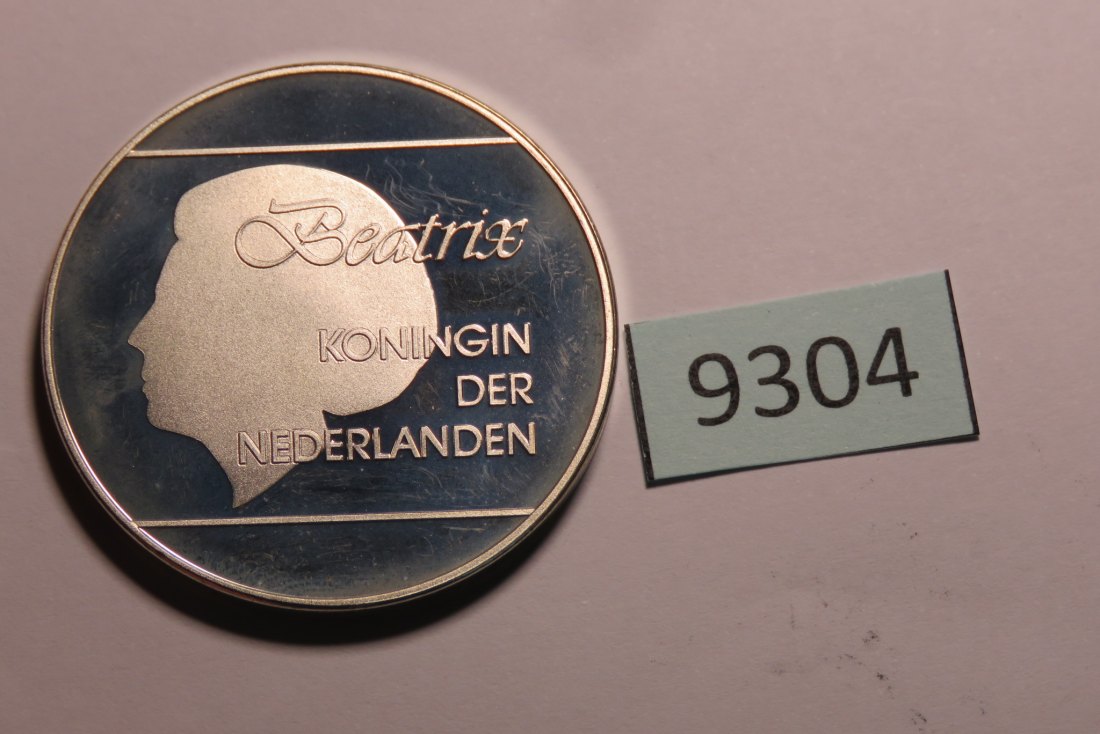 Beatrix
KONINGIN
DER
NEDERLANDEN
9304